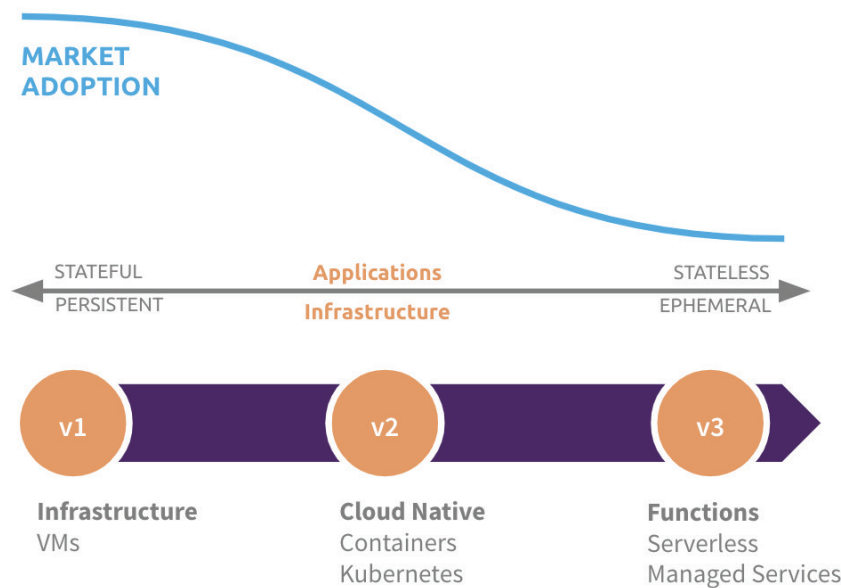 MARKET
ADOPTION
STATEFUL
Applications
STATELESS
PERSISTENT
Infrastructure
EPHEMERAL
v1
v2
v3
Infrastructure
VMs
Cloud Native
Containers
Kubernetes
Functions
Serverless
Managed Services